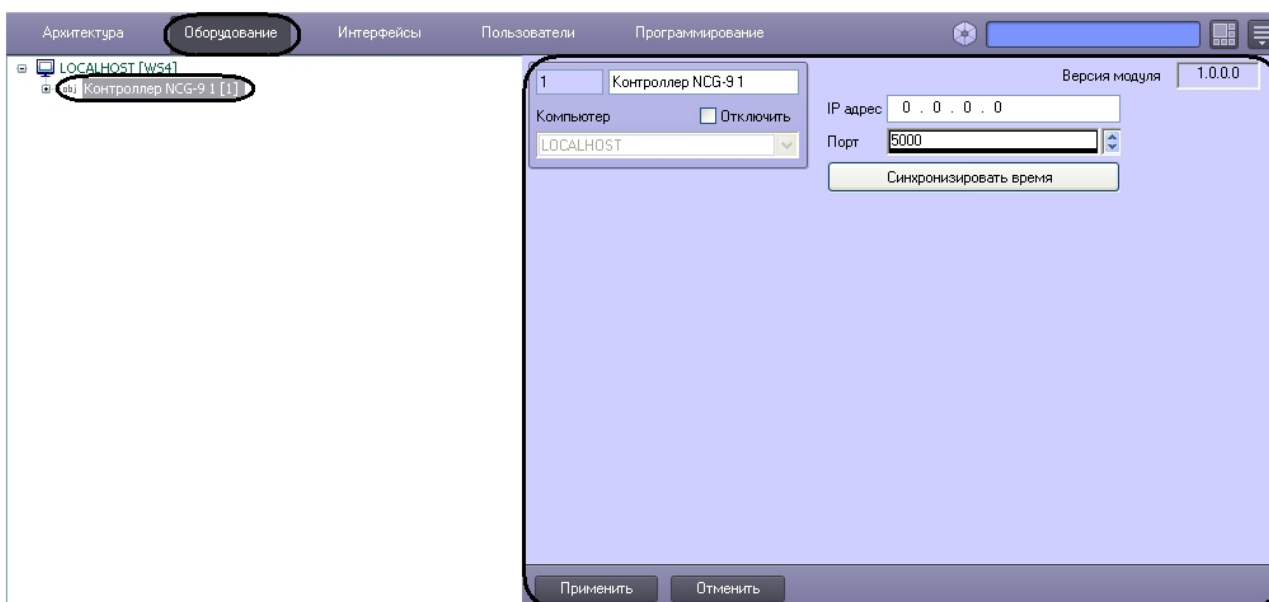 Архитектура Оборудование Интерфейсы Пользователи Программирование
LOCALHOST [WS4]
obj Контроллер NCG-9 1 [1]
1 Контроллер NCG-9 1
Компьютер Отключить
LOCALHOST
Версия модуля 1.0.0.0
IP адрес 0 . 0 . 0 . 0
Порт 5000
Синхронизировать время
Применить Отменить